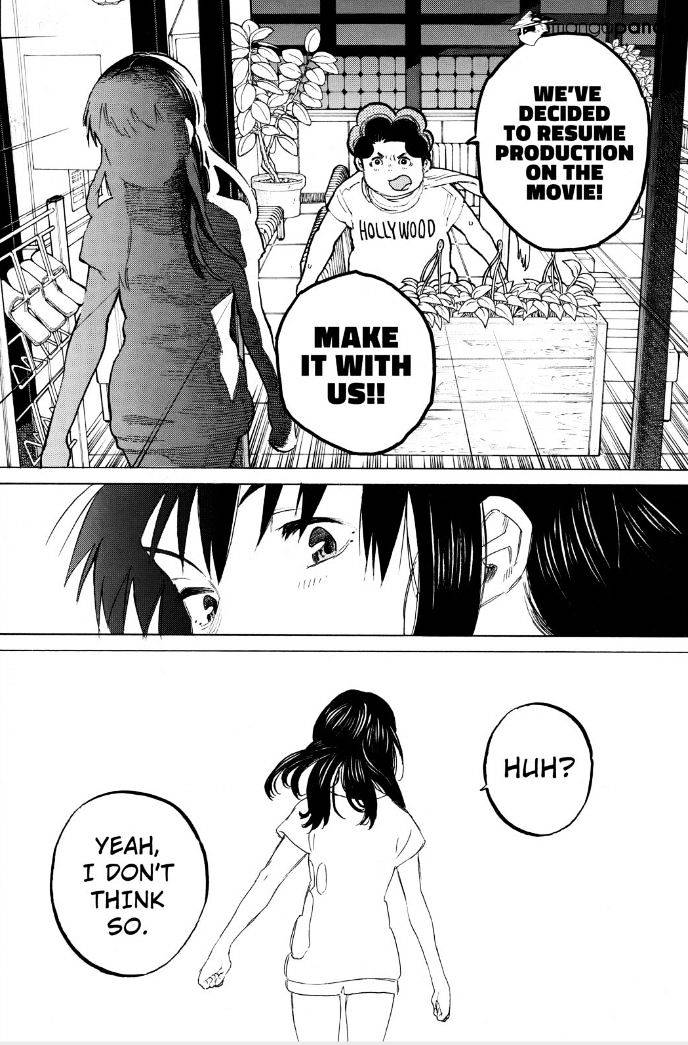 mangapanda
WE'VE
DECIDED
TO RESUME
PRODUCTION
ON THE
MOVIE!
HOLLYWOOD
MAKE
IT WITH
US!!
HUH?
YEAH,
I DON'T
THINK
SO.